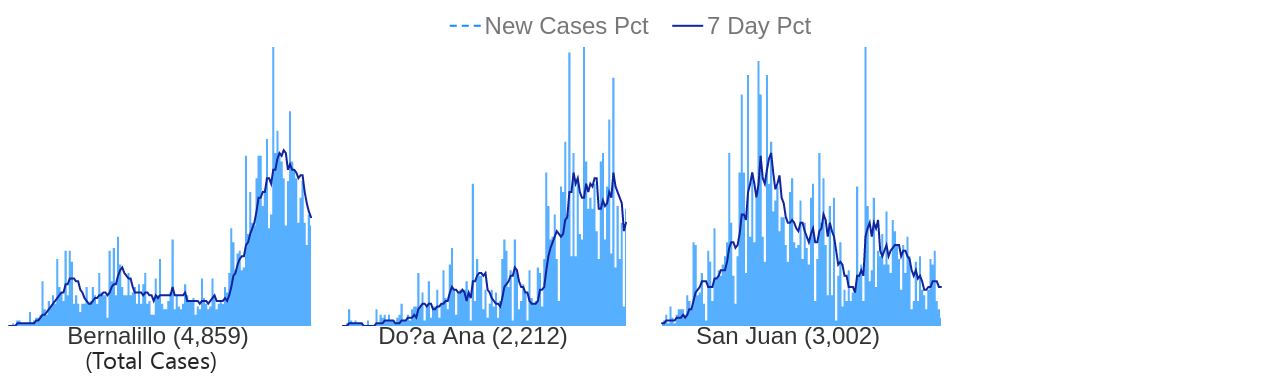 New Cases Pct 7 Day Pct
Bernalillo (4,859) Do?a Ana (2,212) San Juan (3,002)
(Total Cases)